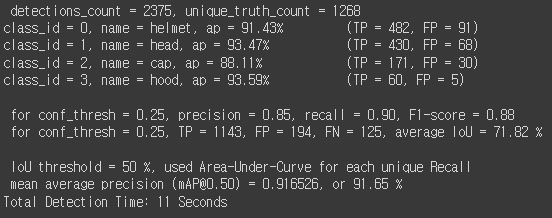 detections_count = 2375, unique_truth_count = 1268
class_id = 0, name = helmet, ap = 91.43% (TP = 482, FP = 91)
class_id = 1, name = head, ap = 93.47% (TP = 430, FP = 68)
class_id = 2, name = cap, ap = 88.11% (TP = 171, FP = 30)
class_id = 3, name = hood, ap = 93.59% (TP = 60, FP = 5)
for conf_thresh = 0.25, precision = 0.85, recall = 0.90, F1-score = 0.88
for conf_thresh = 0.25, TP = 1143, FP = 194, FN = 125, average IoU = 71.82 %
IoU threshold = 50 %, used Area-Under-Curve for each unique Recall
mean average precision (mAP@0.50) = 0.916526, or 91.65 %
Total Detection Time: 11 Seconds